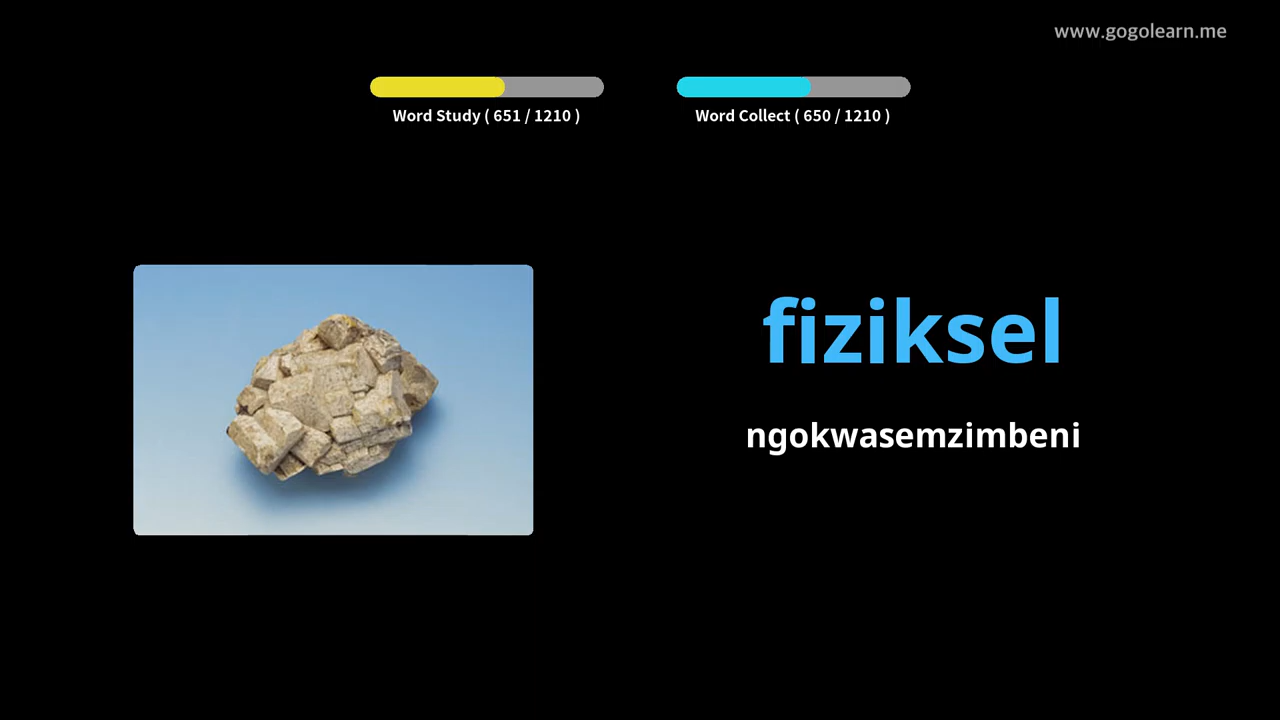 www.gogolearn.me
Word Study ( 651 / 1210 )
Word Collect ( 650 / 1210 )
fiziksel
ngokwasemzimbeni